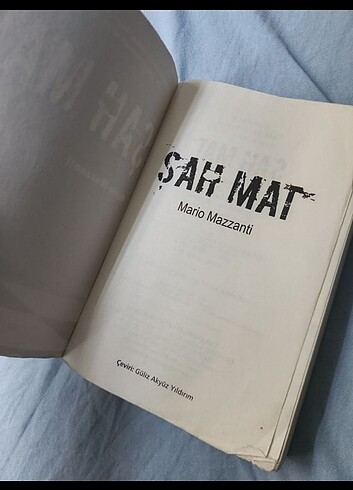 ŞAH MAT
Mario Mazzanti
Çeviri: Güliz Akyüz Yıldırım